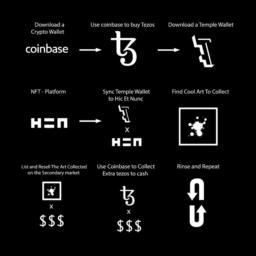 Download a
Crypto Wallet
Use coinbase to buy Tezos
Download a Temple Wallet
coinbase
NFT - Platform
Sync Temple Wallet
to Hic Et Nunc
Find Cool Art To Collect
X
List and Resell The Art Collected
on the Secondary market
Use Coinbase to Collect
Extra tezos to cash
Rinse and Repeat
X
$$$
X
$$$